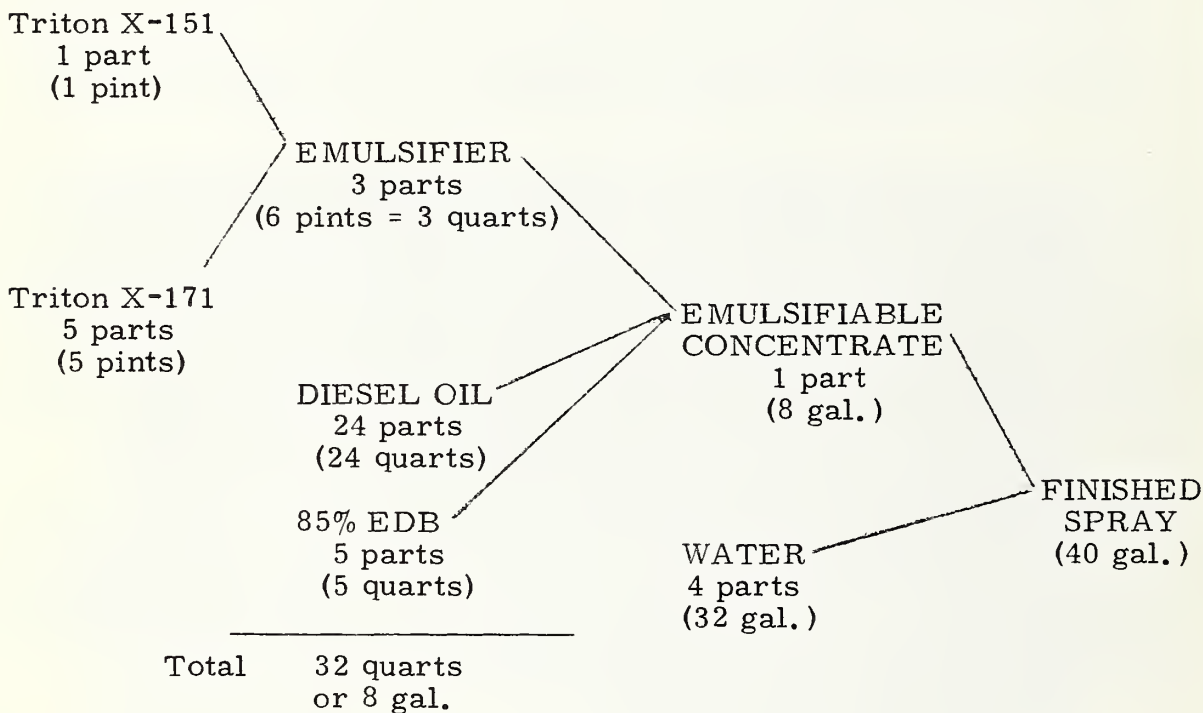 Triton X-151
1 part
(1 pint)
EMULSIFIER
3 parts
(6 pints = 3 quarts)
Triton X-171
5 parts
(5 pints)
EMULSIFIABLE
CONCENTRATE
1 part
(8 gal.)
DIESEL OIL
24 parts
(24 quarts)
85% EDB
5 parts
(5 quarts)
WATER
4 parts
(32 gal.)
FINISHED
SPRAY
(40 gal.)
Total 32 quarts
or 8 gal.